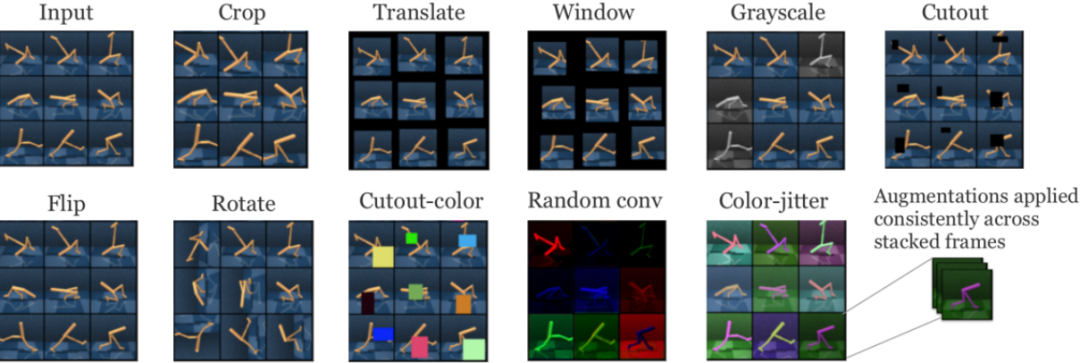 Input
Crop
Translate
Window
Grayscale
Cutout
Flip
Rotate
Cutout-color
Random conv
Color-jitter
Augmentations applied
consistently across
stacked frames